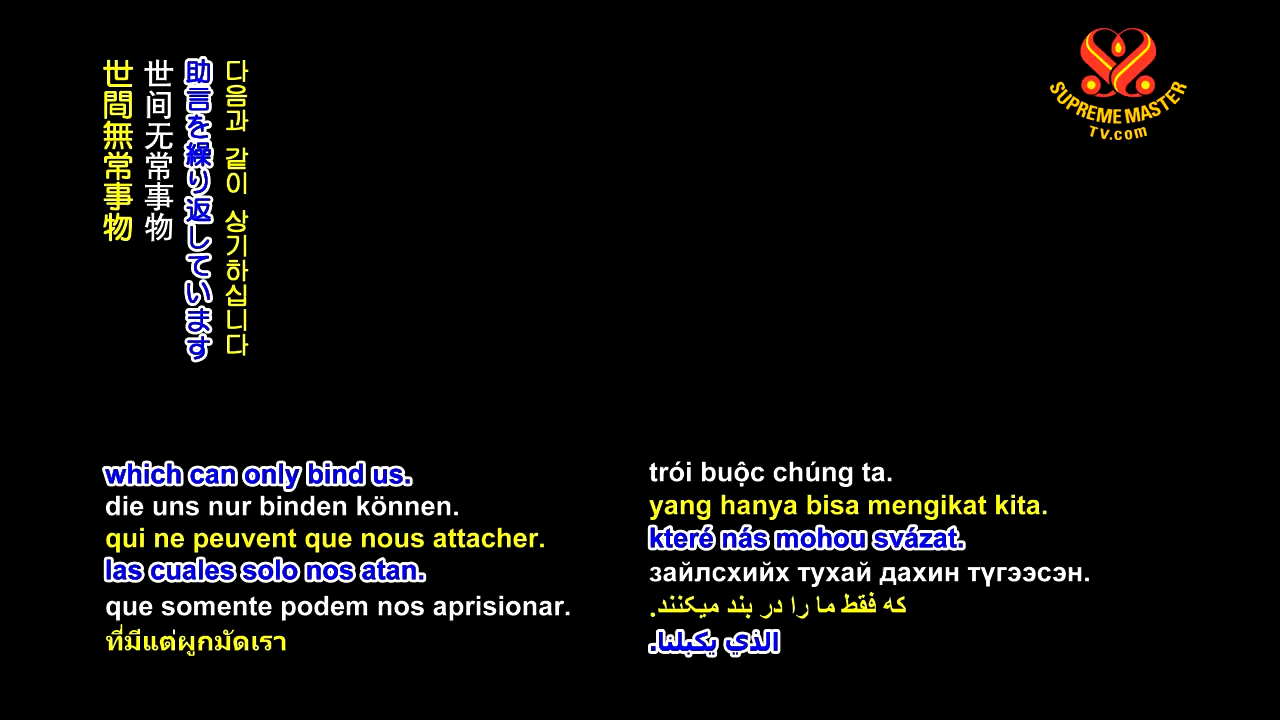 世間無常事物
世间无常事物
助言を繰り返しています
다음과 같이 상기하십니다
SUPREME MASTER
TV.com
which can only bind us.
die uns nur binden können.
qui ne peuvent que nous attacher.
las cuales solo nos atan.
que somente podem nos aprisionar.
ที่มีแต่ผูกมัดเรา
trói buộc chúng ta.
yang hanya bisa mengikat kita.
které nás mohou svázat.
зайлсхийх тухай дахин түгээсэн.
که فقط ما را در بند میکنند.
الذي يكبلنا.